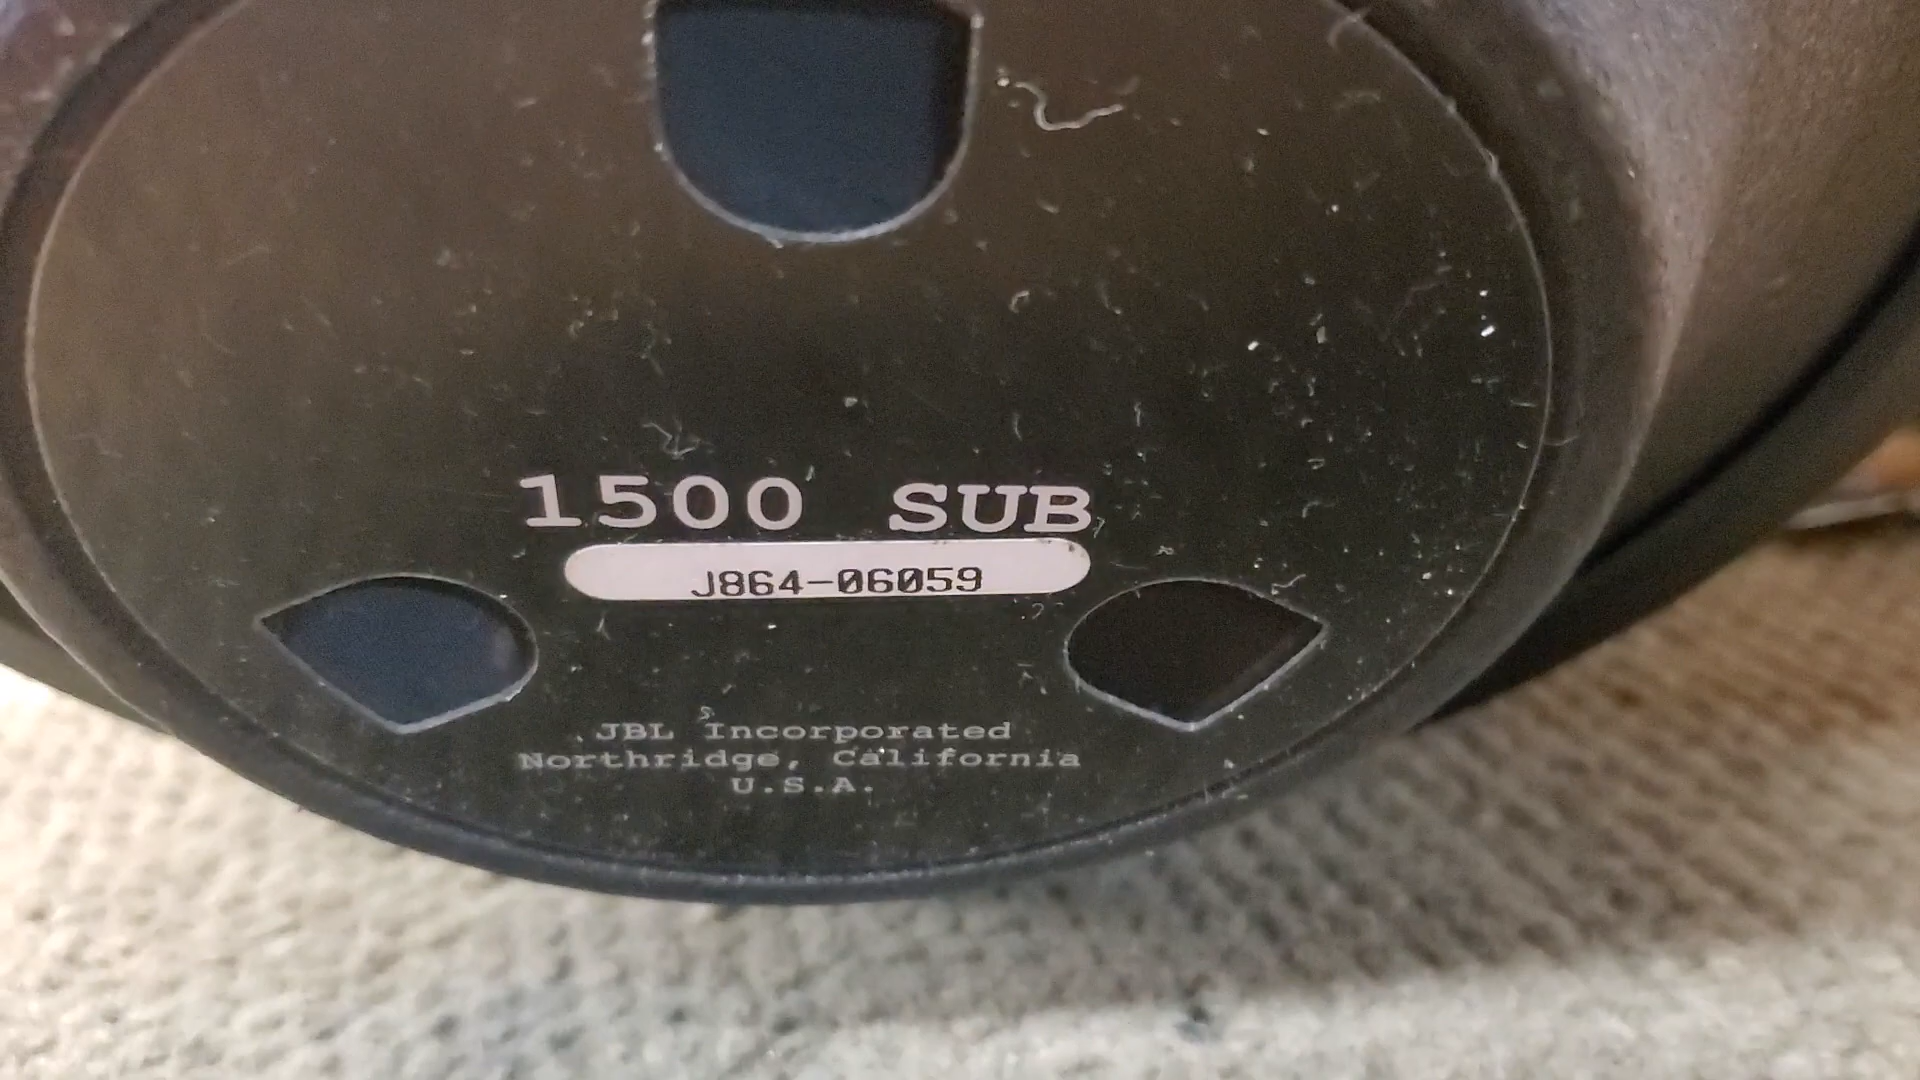 1500 SUB
J864-06059
JBL Incorporated
Northridge, California
U.S.A.